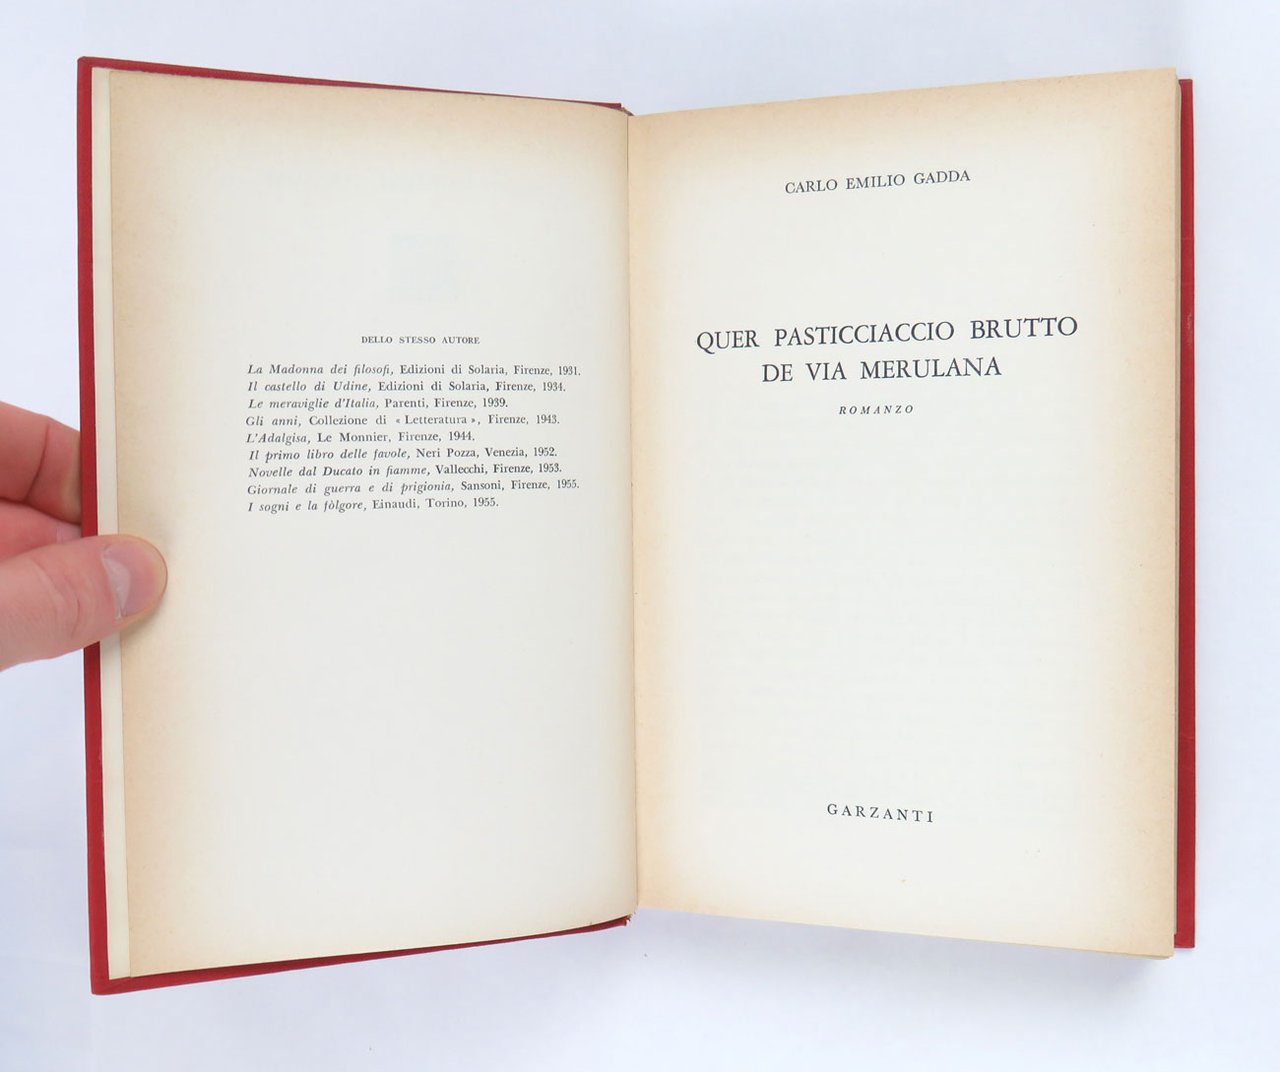 DELLO STESSO AUTORE
La Madonna dei filosofi, Edizioni di Solaria, Firenze, 1931.
Il castello di Udine, Edizioni di Solaria, Firenze, 1934.
Le meraviglie d'Italia, Parenti, Firenze, 1939.
Gli anni, Collezione di « Letteratura », Firenze, 1943.
L'Adalgisa, Le Monnier, Firenze, 1944.
Il primo libro delle favole, Neri Pozza, Venezia, 1952.
Novelle dal Ducato in fiamme, Vallecchi, Firenze, 1953.
Giornale di guerra e di prigionia, Sansoni, Firenze, 1955.
I sogni e la fòlgore, Einaudi, Torino, 1955.
CARLO EMILIO GADDA
QUER PASTICCIACCIO BRUTTO
DE VIA MERULANA
ROMANZO
GARZANTI